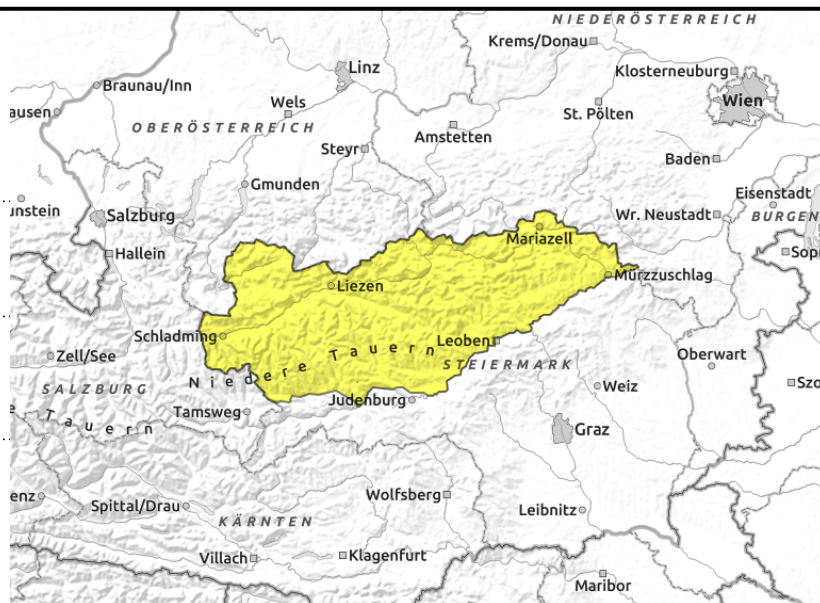 NIEDERÖSTERREICH
Krems/Donau
Linz
Klosterneuburg
Braunau/Inn
Wels
Wien
ausen
St. Pölten
OBERÖSTERREICH
Amstetten
Steyr
Baden
Gmunden
Eisenstadt
unstein
Salzburg
Wr. Neustadt
BURGEN
Mariazell
Hallein
Sopr
Mürzzuschlag
Liezen
Schladming
Leoben
Niedere Tauern
Zell/See
STEIERMARK
Oberwart
SALZBURG
Weiz
Szo
Tamsweg
Judenburg
Tauern
Graz
enz
Wolfsberg
Spittal/Drau
Leibnitz
KÄRNTEN
Villach
Klagenfurt
Maribor